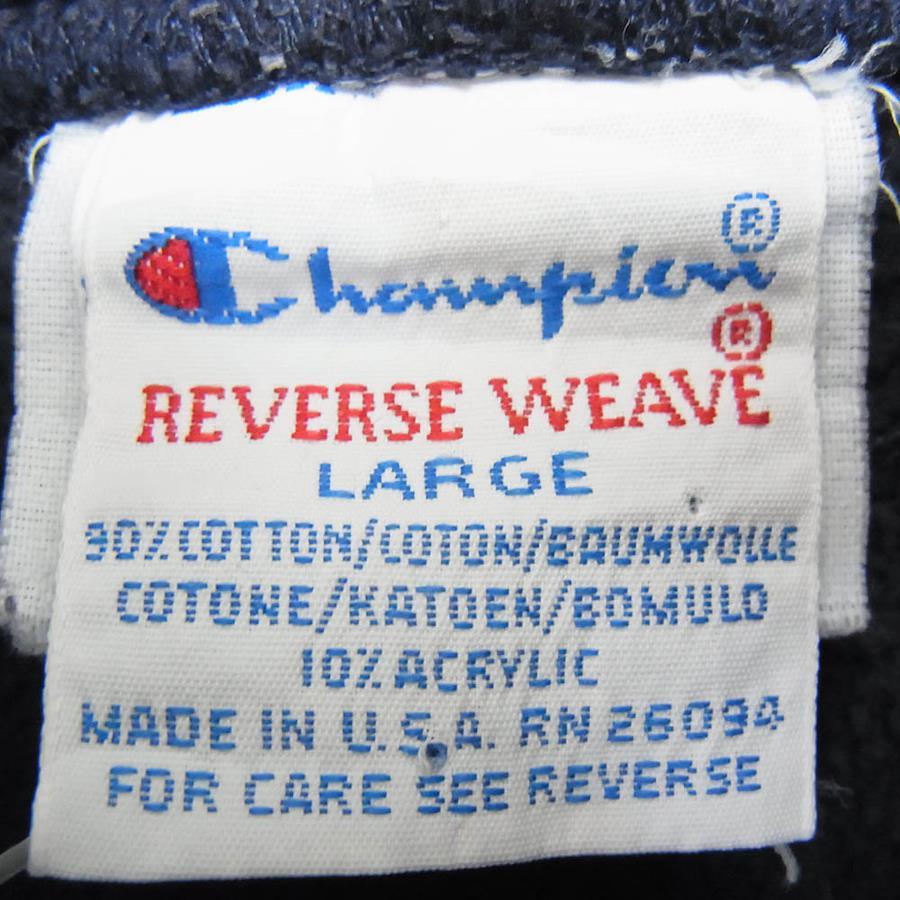 Champion®
REVERSE WEAVE®
LARGE
90% COTTON/COTON/BAUMWOLLE
COTONE/KATOEN/BOMULD
10% ACRYLIC
MADE IN U.S.A. RN 26094
FOR CARE SEE REVERSE